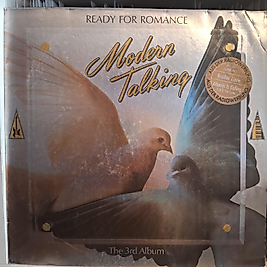 READY FOR ROMANCE
Modern
Talking
The 3rd Album